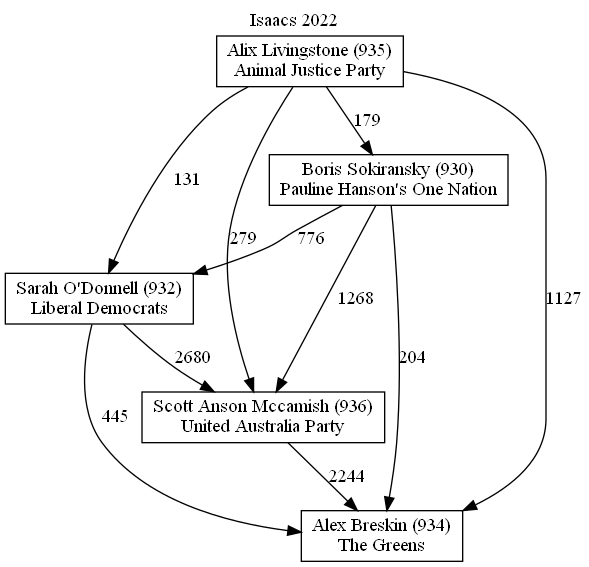 Isaacs 2022
Alix Livingstone (935)
Animal Justice Party
179
Boris Sokiransky (930)
Pauline Hanson's One Nation
131
279
776
1268
204
1127
Sarah O'Donnell (932)
Liberal Democrats
2680
445
Scott Anson Mccamish (936)
United Australia Party
2244
Alex Breskin (934)
The Greens